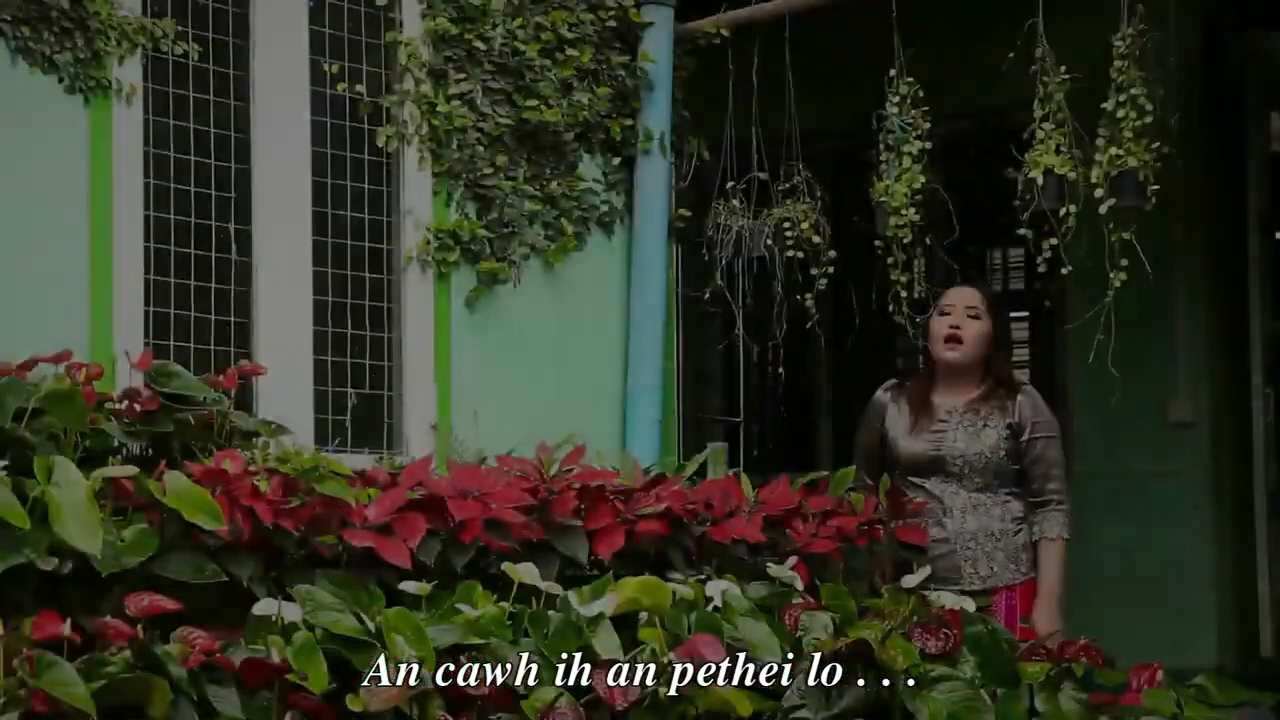 An cawh ih an pethei lo . . .